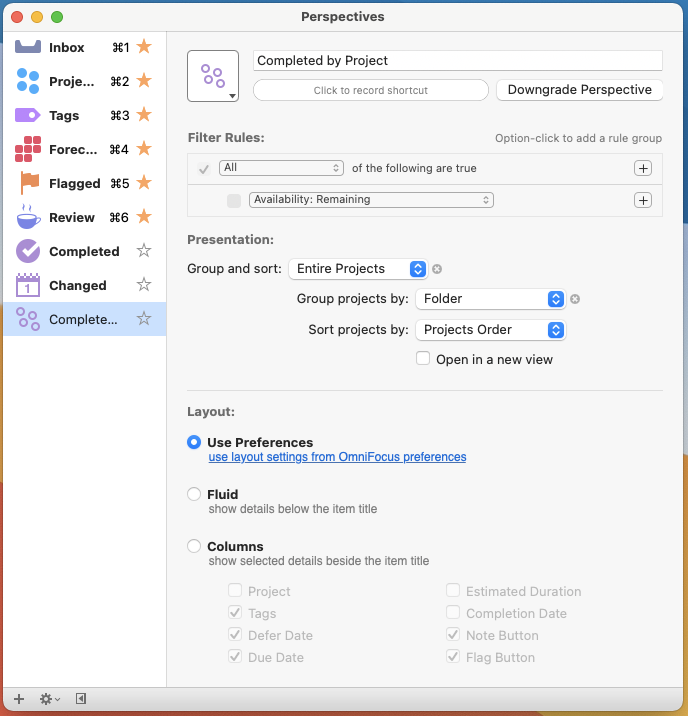 Perspectives
Inbox ⌘1
Proje... ⌘2
Tags ⌘3
Forec... ⌘4
Flagged ⌘5
Review ⌘6
Completed
1
Changed
Complete...
Completed by Project
Click to record shortcut
Downgrade Perspective
Filter Rules:
Option-click to add a rule group
All of the following are true
Availability: Remaining
Presentation:
Group and sort: Entire Projects
Group projects by: Folder
Sort projects by: Projects Order
Open in a new view
Layout:
Use Preferences
use layout settings from OmniFocus preferences
Fluid
show details below the item title
Columns
show selected details beside the item title
Project
Estimated Duration
Tags
Completion Date
Defer Date
Note Button
Due Date
Flag Button